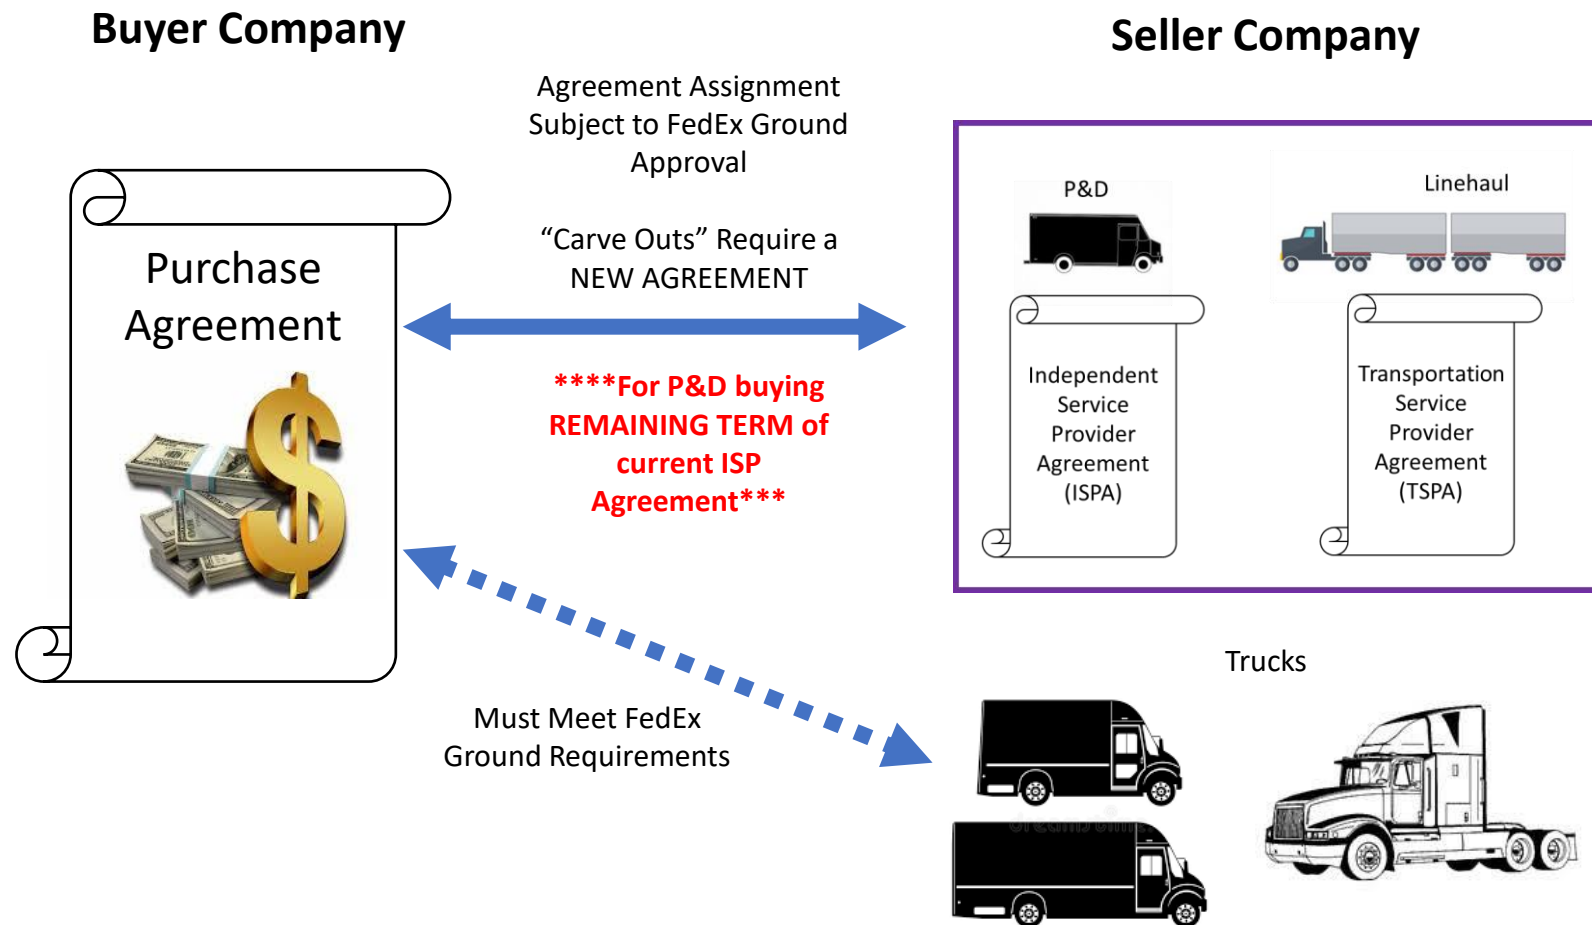 Buyer Company
Seller Company
Agreement Assignment
Subject to FedEx Ground
Approval
“Carve Outs” Require a
NEW AGREEMENT
Purchase
Agreement
****For P&D buying
REMAINING TERM of
current ISP
Agreement***
P&D
Linehaul
Independent
Service
Provider
Agreement
(ISPA)
Transportation
Service
Provider
Agreement
(TSPA)
Must Meet FedEx
Ground Requirements
Trucks